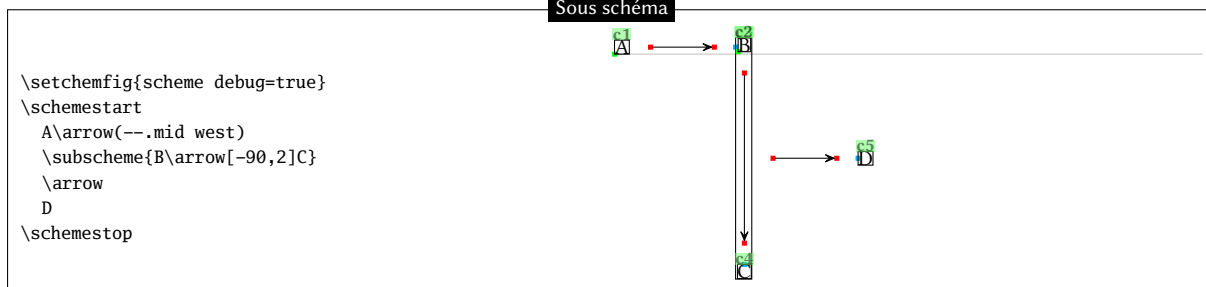 Sous schéma
\setchemfig{scheme debug=true}
\schemestart
  A\arrow(--.mid west)
  \subscheme{B\arrow[-90,2]C}
  \arrow
  D
\schemestop
c1
A
c2
B
c5
D
c4
C